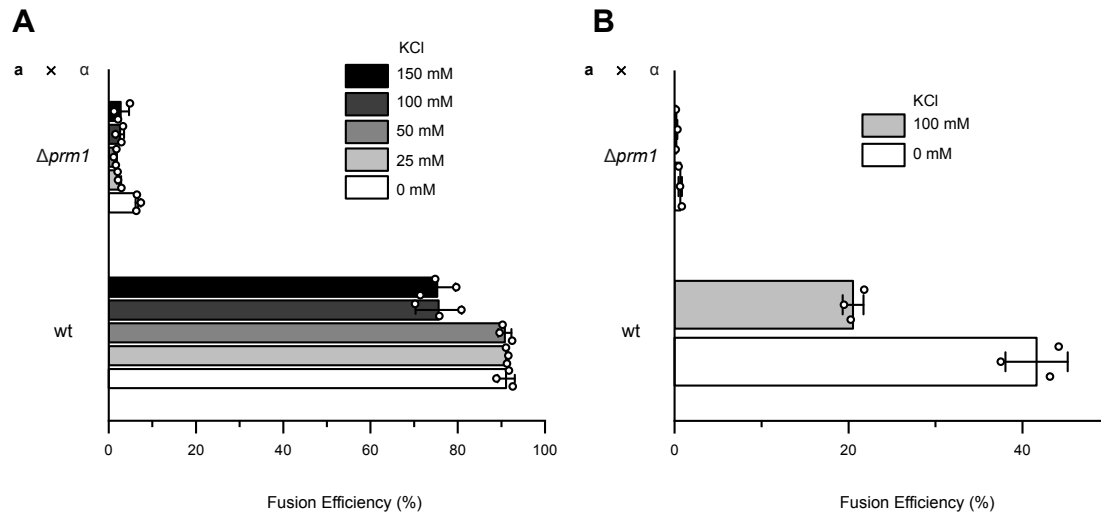 A
a × α
KCl
150 mM
100 mM
50 mM
25 mM
0 mM
Δprm1
wt
0 20 40 60 80 100
Fusion Efficiency (%)
B
a × α
KCl
100 mM
0 mM
Δprm1
wt
0 20 40
Fusion Efficiency (%)